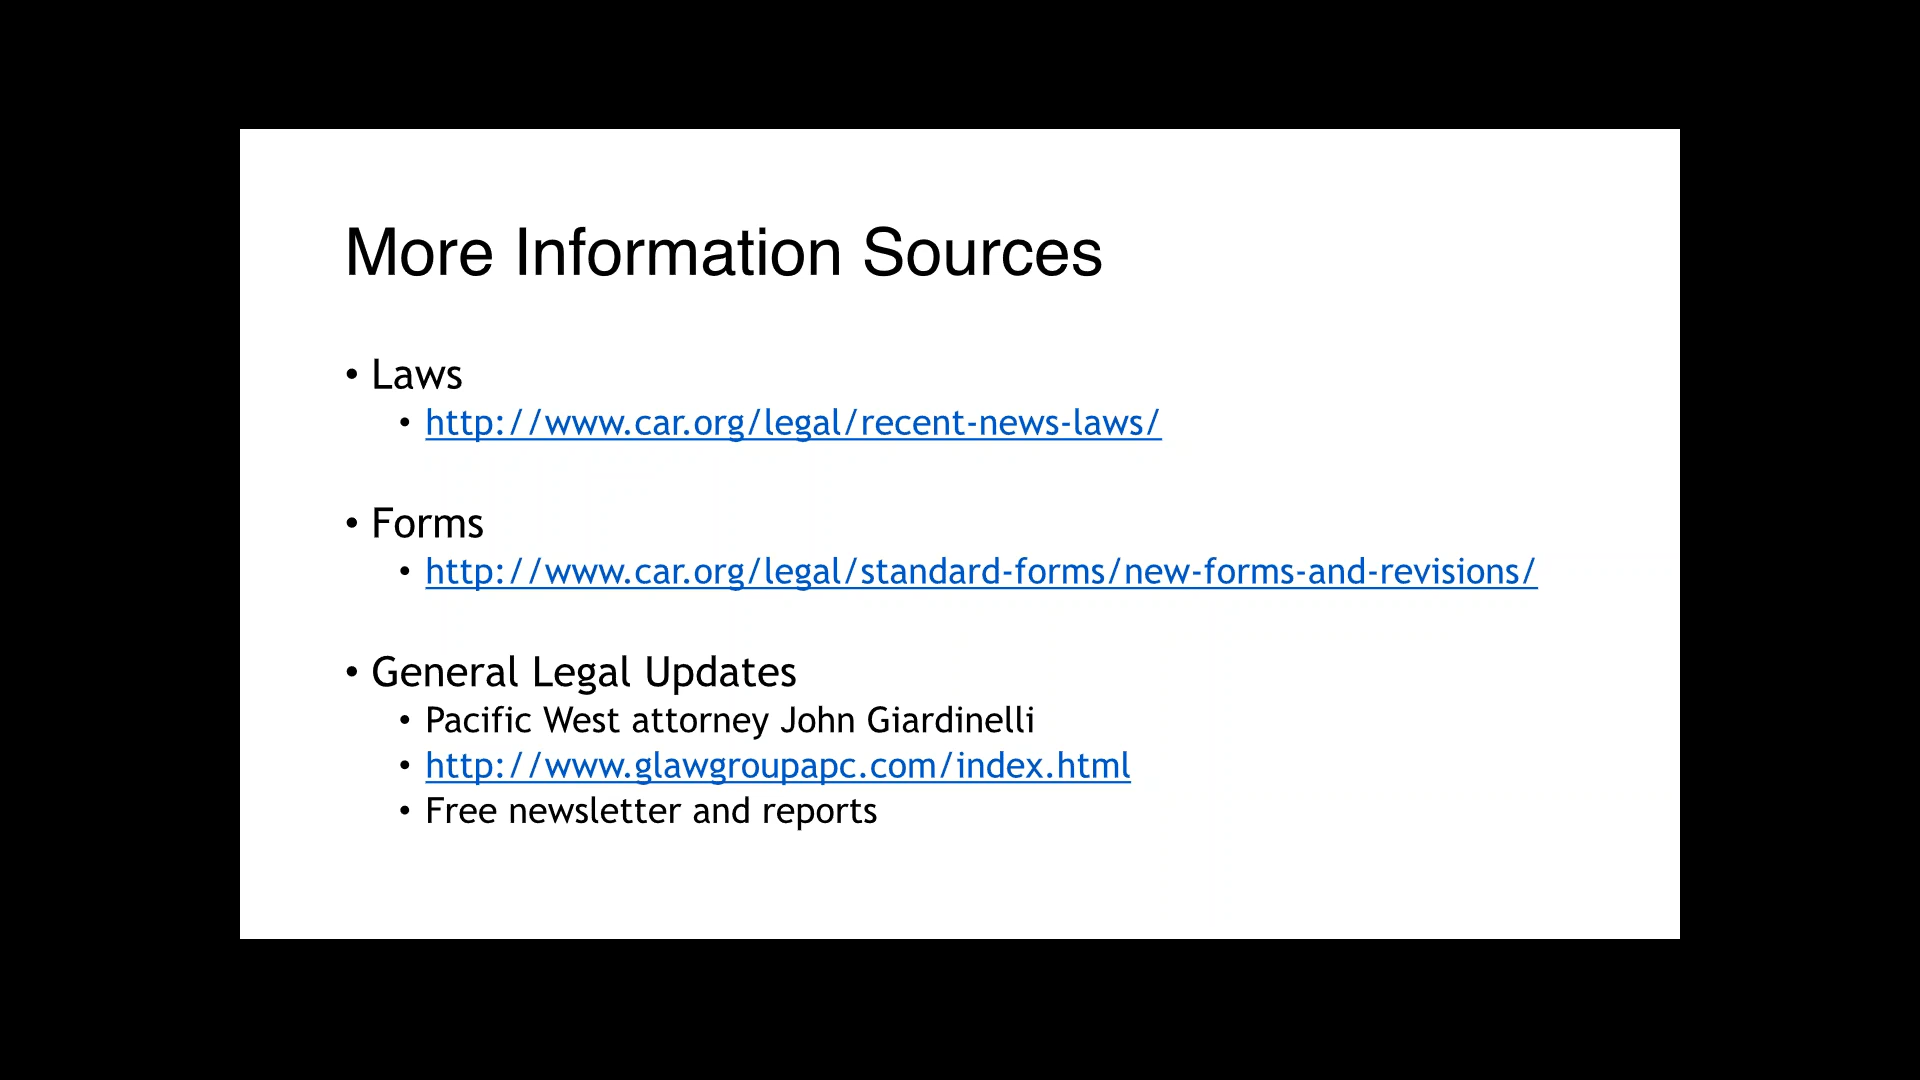 More Information Sources
• Laws
• http://www.car.org/legal/recent-news-laws/
• Forms
• http://www.car.org/legal/standard-forms/new-forms-and-revisions/
• General Legal Updates
• Pacific West attorney John Giardinelli
• http://www.glawgroupapc.com/index.html
• Free newsletter and reports